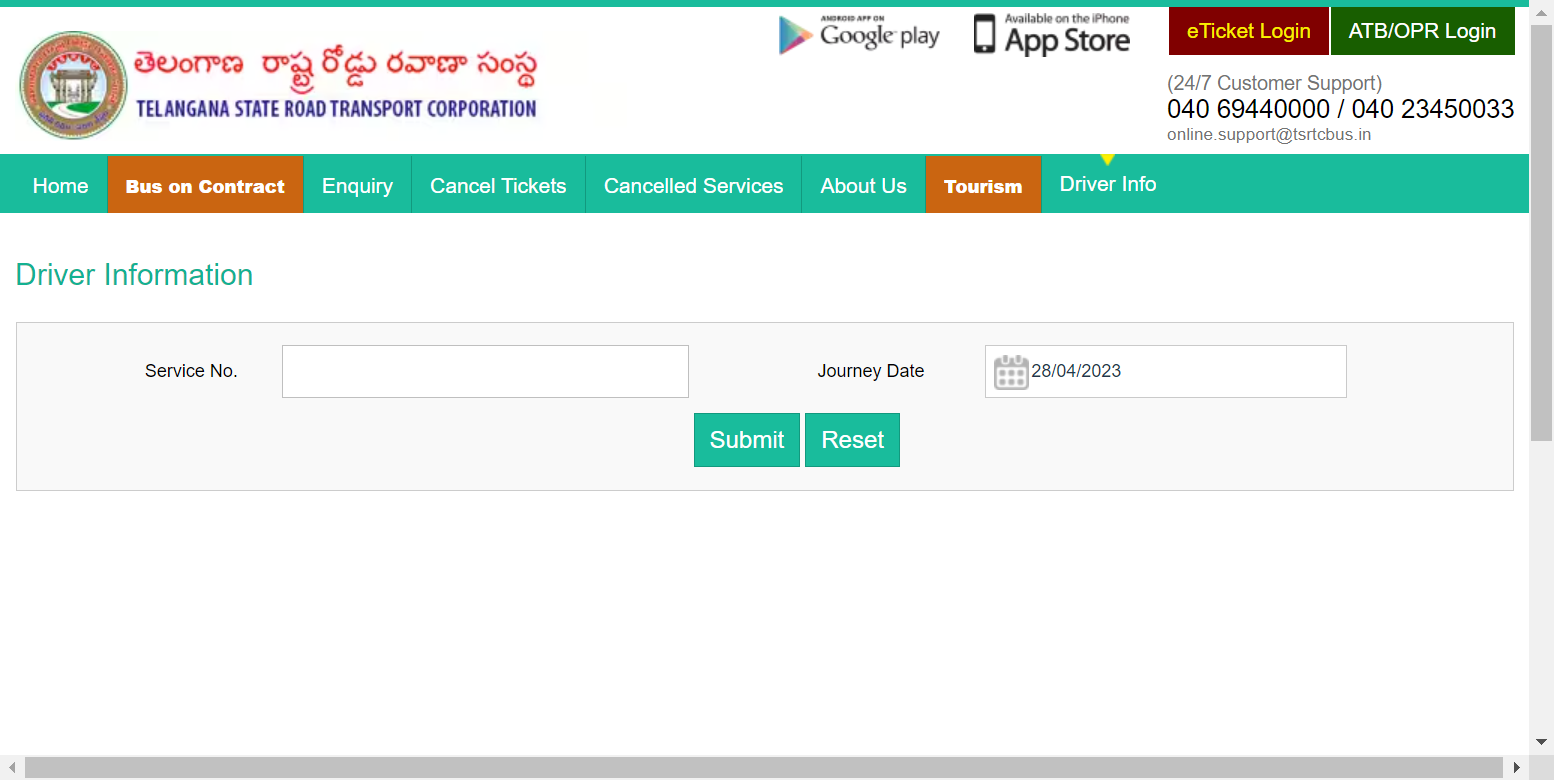 తెలంగాణ రాష్ట్ర రోడ్డు రవాణా సంస్థ
TELANGANA STATE ROAD TRANSPORT CORPORATION
ANDROID APP ON
Google play
Available on the iPhone
App Store
eTicket Login
ATB/OPR Login
(24/7 Customer Support)
040 69440000 / 040 23450033
online.support@tsrtcbus.in
Home
Bus on Contract
Enquiry
Cancel Tickets
Cancelled Services
About Us
Tourism
Driver Info
Driver Information
Service No.
Journey Date
28/04/2023
Submit
Reset